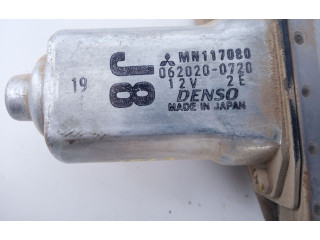 MN117080
062020-0720
12V 2E
DENSO
MADE IN JAPAN
19
J8